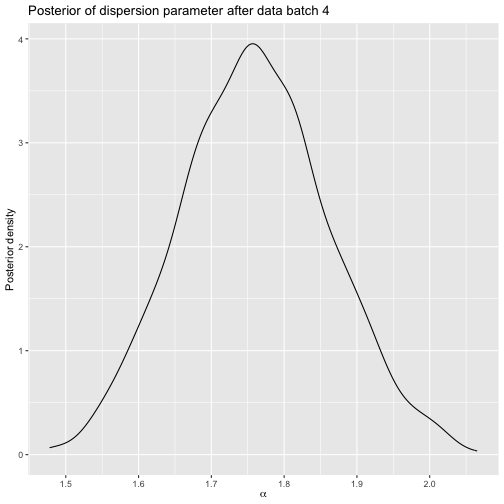 Posterior of dispersion parameter after data batch 4
4
3
2
1
0
Posterior density
1.5 1.6 1.7 1.8 1.9 2.0
α